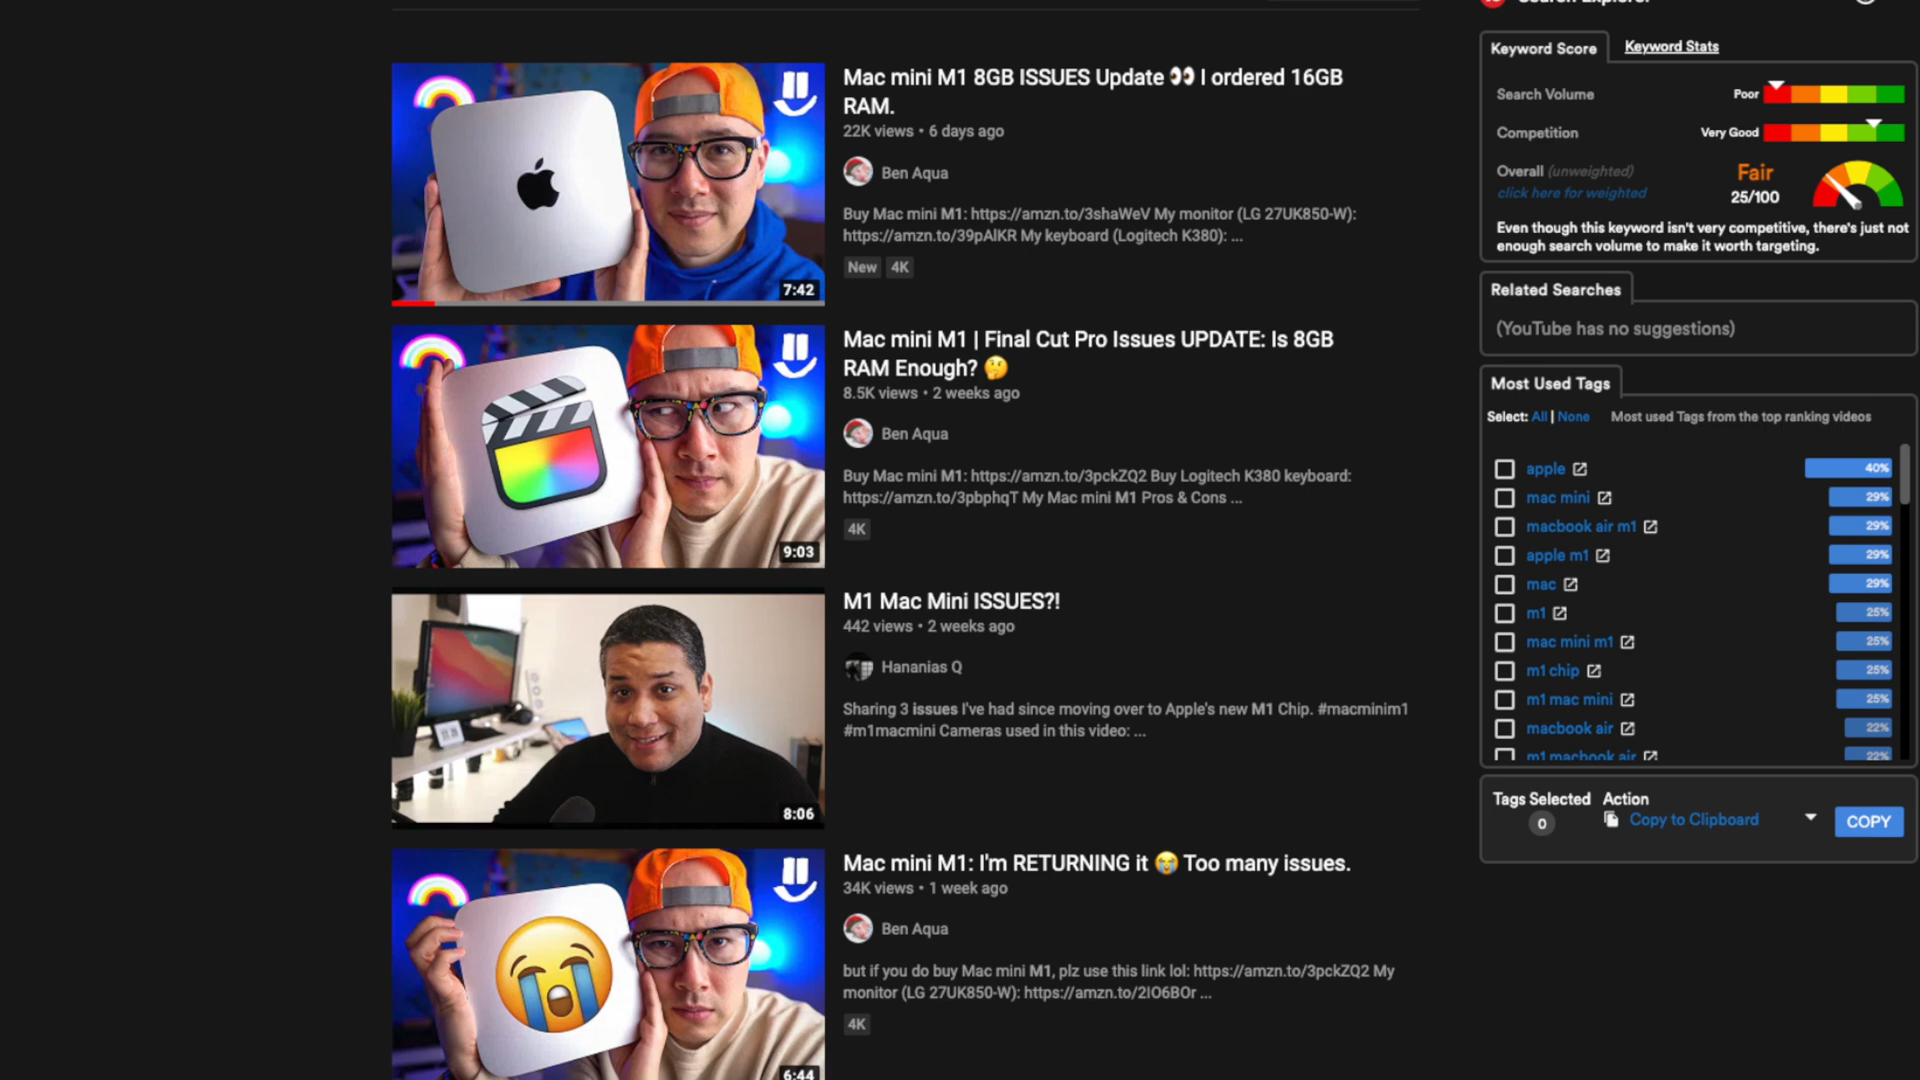 Mac mini M1 8GB ISSUES Update 👀 I ordered 16GB
RAM.
22K views • 6 days ago
Ben Aqua
Buy Mac mini M1: https://amzn.to/3shaWeV My monitor (LG 27UK850-W):
https://amzn.to/39pAlKR My keyboard (Logitech K380): ...
New 4K
7:42
Mac mini M1 | Final Cut Pro Issues UPDATE: Is 8GB
RAM Enough? 🤔
8.5K views • 2 weeks ago
Ben Aqua
Buy Mac mini M1: https://amzn.to/3pckZQ2 Buy Logitech K380 keyboard:
https://amzn.to/3pbphqT My Mac mini M1 Pros & Cons ...
4K
9:03
M1 Mac Mini ISSUES?!
442 views • 2 weeks ago
Hananias Q
Sharing 3 issues I've had since moving over to Apple's new M1 Chip. #macminim1
#m1macmini Cameras used in this video: ...
8:06
Mac mini M1: I'm RETURNING it 😭 Too many issues.
34K views • 1 week ago
Ben Aqua
but if you do buy Mac mini M1, plz use this link lol: https://amzn.to/3pckZQ2 My
monitor (LG 27UK850-W): https://amzn.to/2IO6BOr ...
4K
6:44
Search Explorer
Keyword Score Keyword Stats
Search Volume Poor
Competition Very Good
Overall (unweighted) Fair
click here for weighted 25/100
Even though this keyword isn't very competitive, there's just not
enough search volume to make it worth targeting.
Related Searches
(YouTube has no suggestions)
Most Used Tags
Select: All | None Most used Tags from the top ranking videos
apple 40%
mac mini 29%
macbook air m1 29%
apple m1 29%
mac 29%
m1 25%
mac mini m1 25%
m1 chip 25%
m1 mac mini 25%
macbook air 22%
m1 macbook air 22%
Tags Selected Action
0 Copy to Clipboard COPY